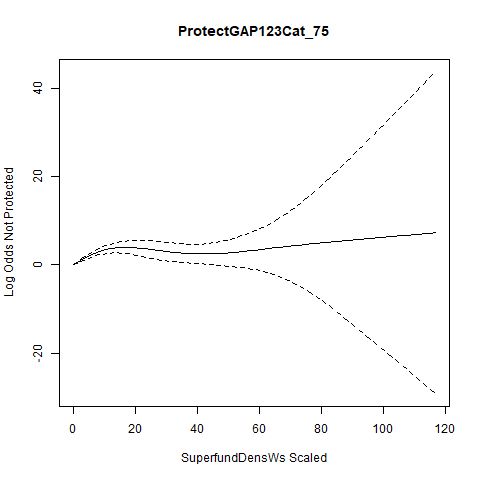 ProtectGAP123Cat_75
Log Odds Not Protected
40
20
0
-20
0 20 40 60 80 100 120
SuperfundDensWs Scaled